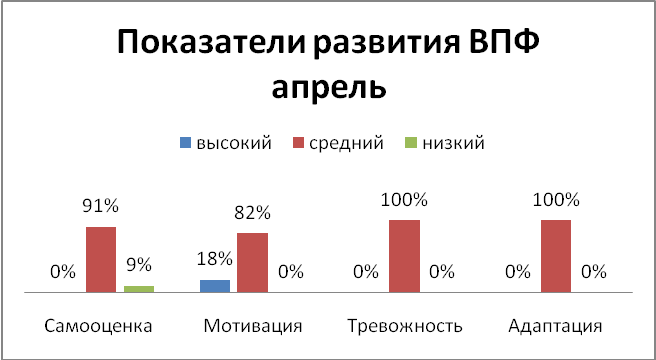 Показатели развития ВПФ
апрель
высокий средний низкий
0% 91% 9% 18% 82% 0% 0% 100% 0% 0% 100% 0%
Самооценка Мотивация Тревожность Адаптация